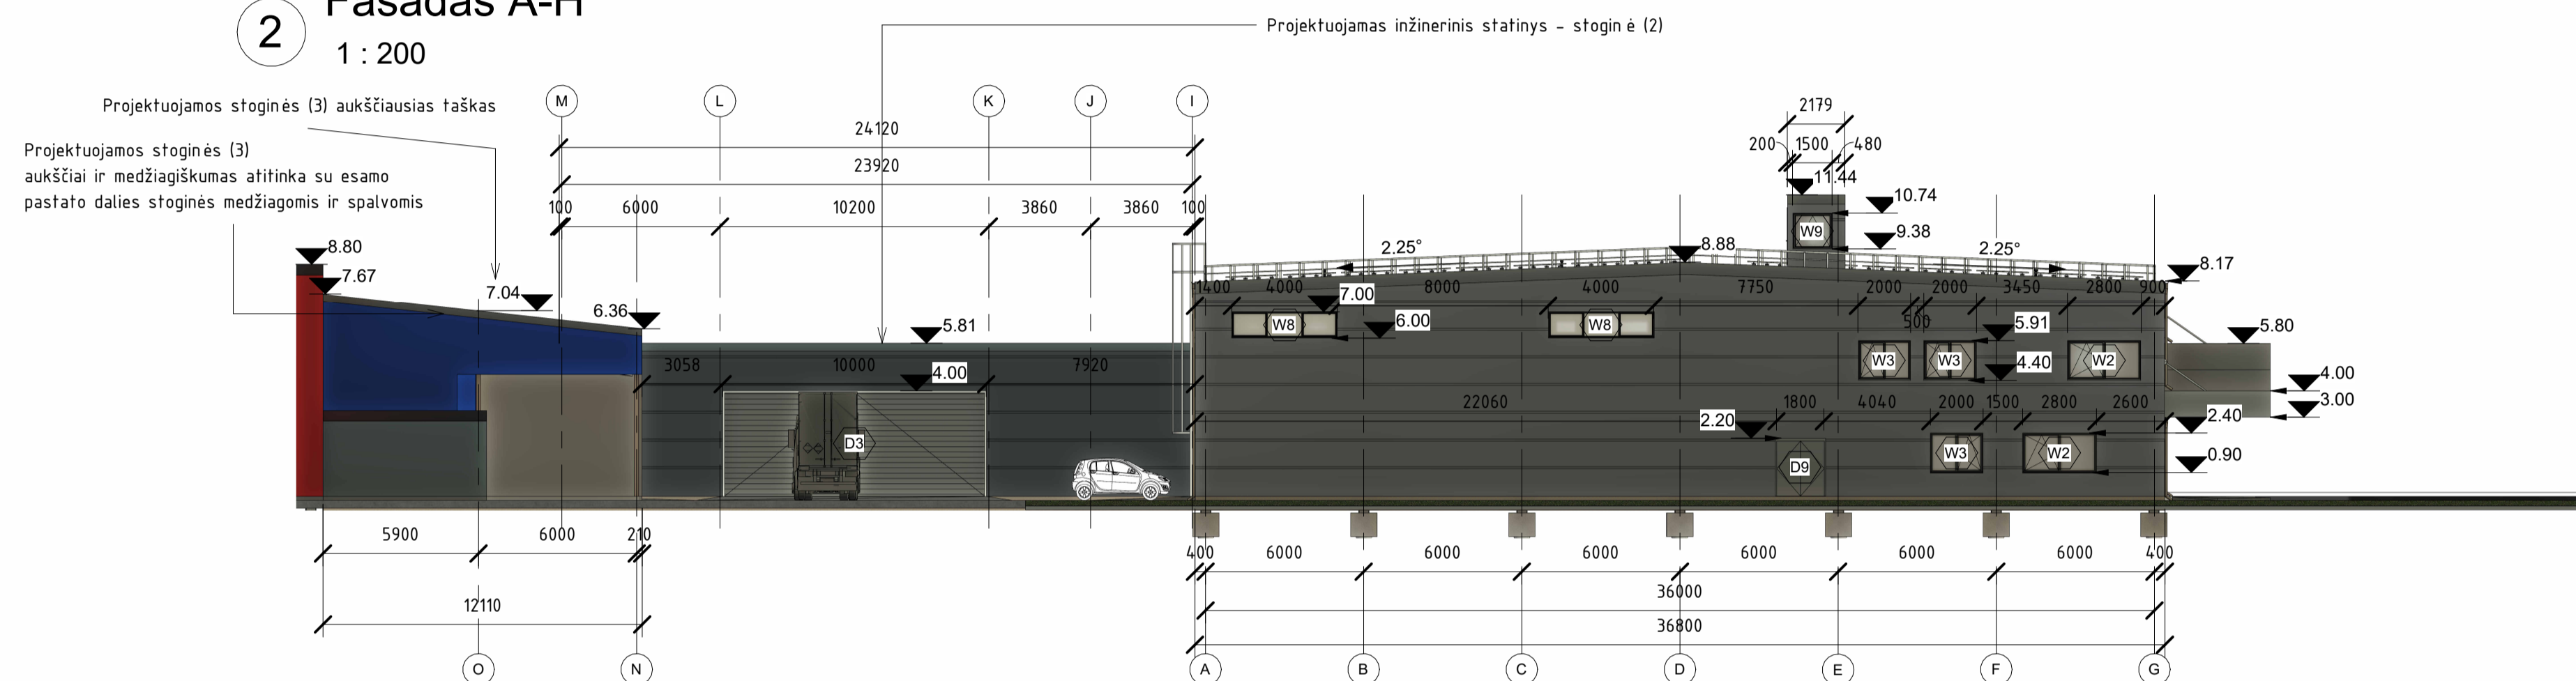 2 Fasadas A-H
1 : 200
Projektuojamas inžinerinis statinys - stoginė (2)
Projektuojamos stoginės (3) aukščiausias taškas
Projektuojamos stoginės (3)
aukščiai ir medžiagiškumas atitinka su esamo
pastato dalies stoginės medžiagomis ir spalvomis
M L K J I
24120
23920
100 6000 10200 3860 3860 100
2179
200 1500 480
11.44
10.74
W9
9.38
8.80
7.67
7.04
6.36
5.81
2.25° 8.88 2.25°
8.17
1400 4000 7.00 8000 4000 7750 2000 2000 3450 2800 900
500
W8 6.00 W8
5.91
5.80
3058 10000 7920
4.00
W3 W3 4.40 W2
4.00
3.00
22060 1800 4040 2000 1500 2800 2600
2.20
2.40
D3
D9 W3 W2
0.90
5900 6000 210
12110
400 6000 6000 6000 6000 6000 6000 400
36000
36800
O N A B C D E F G